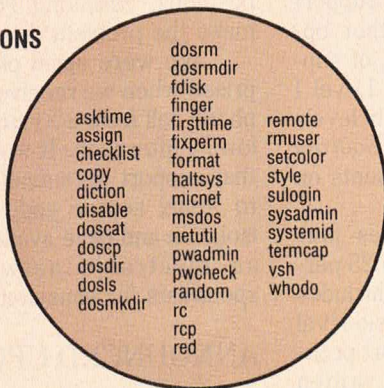 ONS
asktime
assign
checklist
copy
diction
disable
doscat
doscp
dosdir
dosls
dosmkdir
dosrm
dosrmdir
fdisk
finger
firsttime
fixperm
format
haltsys
micnet
msdos
netutil
pwadmin
pwcheck
random
rc
rcp
red
remote
rmuser
setcolor
style
sulogin
sysadmin
systemid
termcap
vsh
whodo